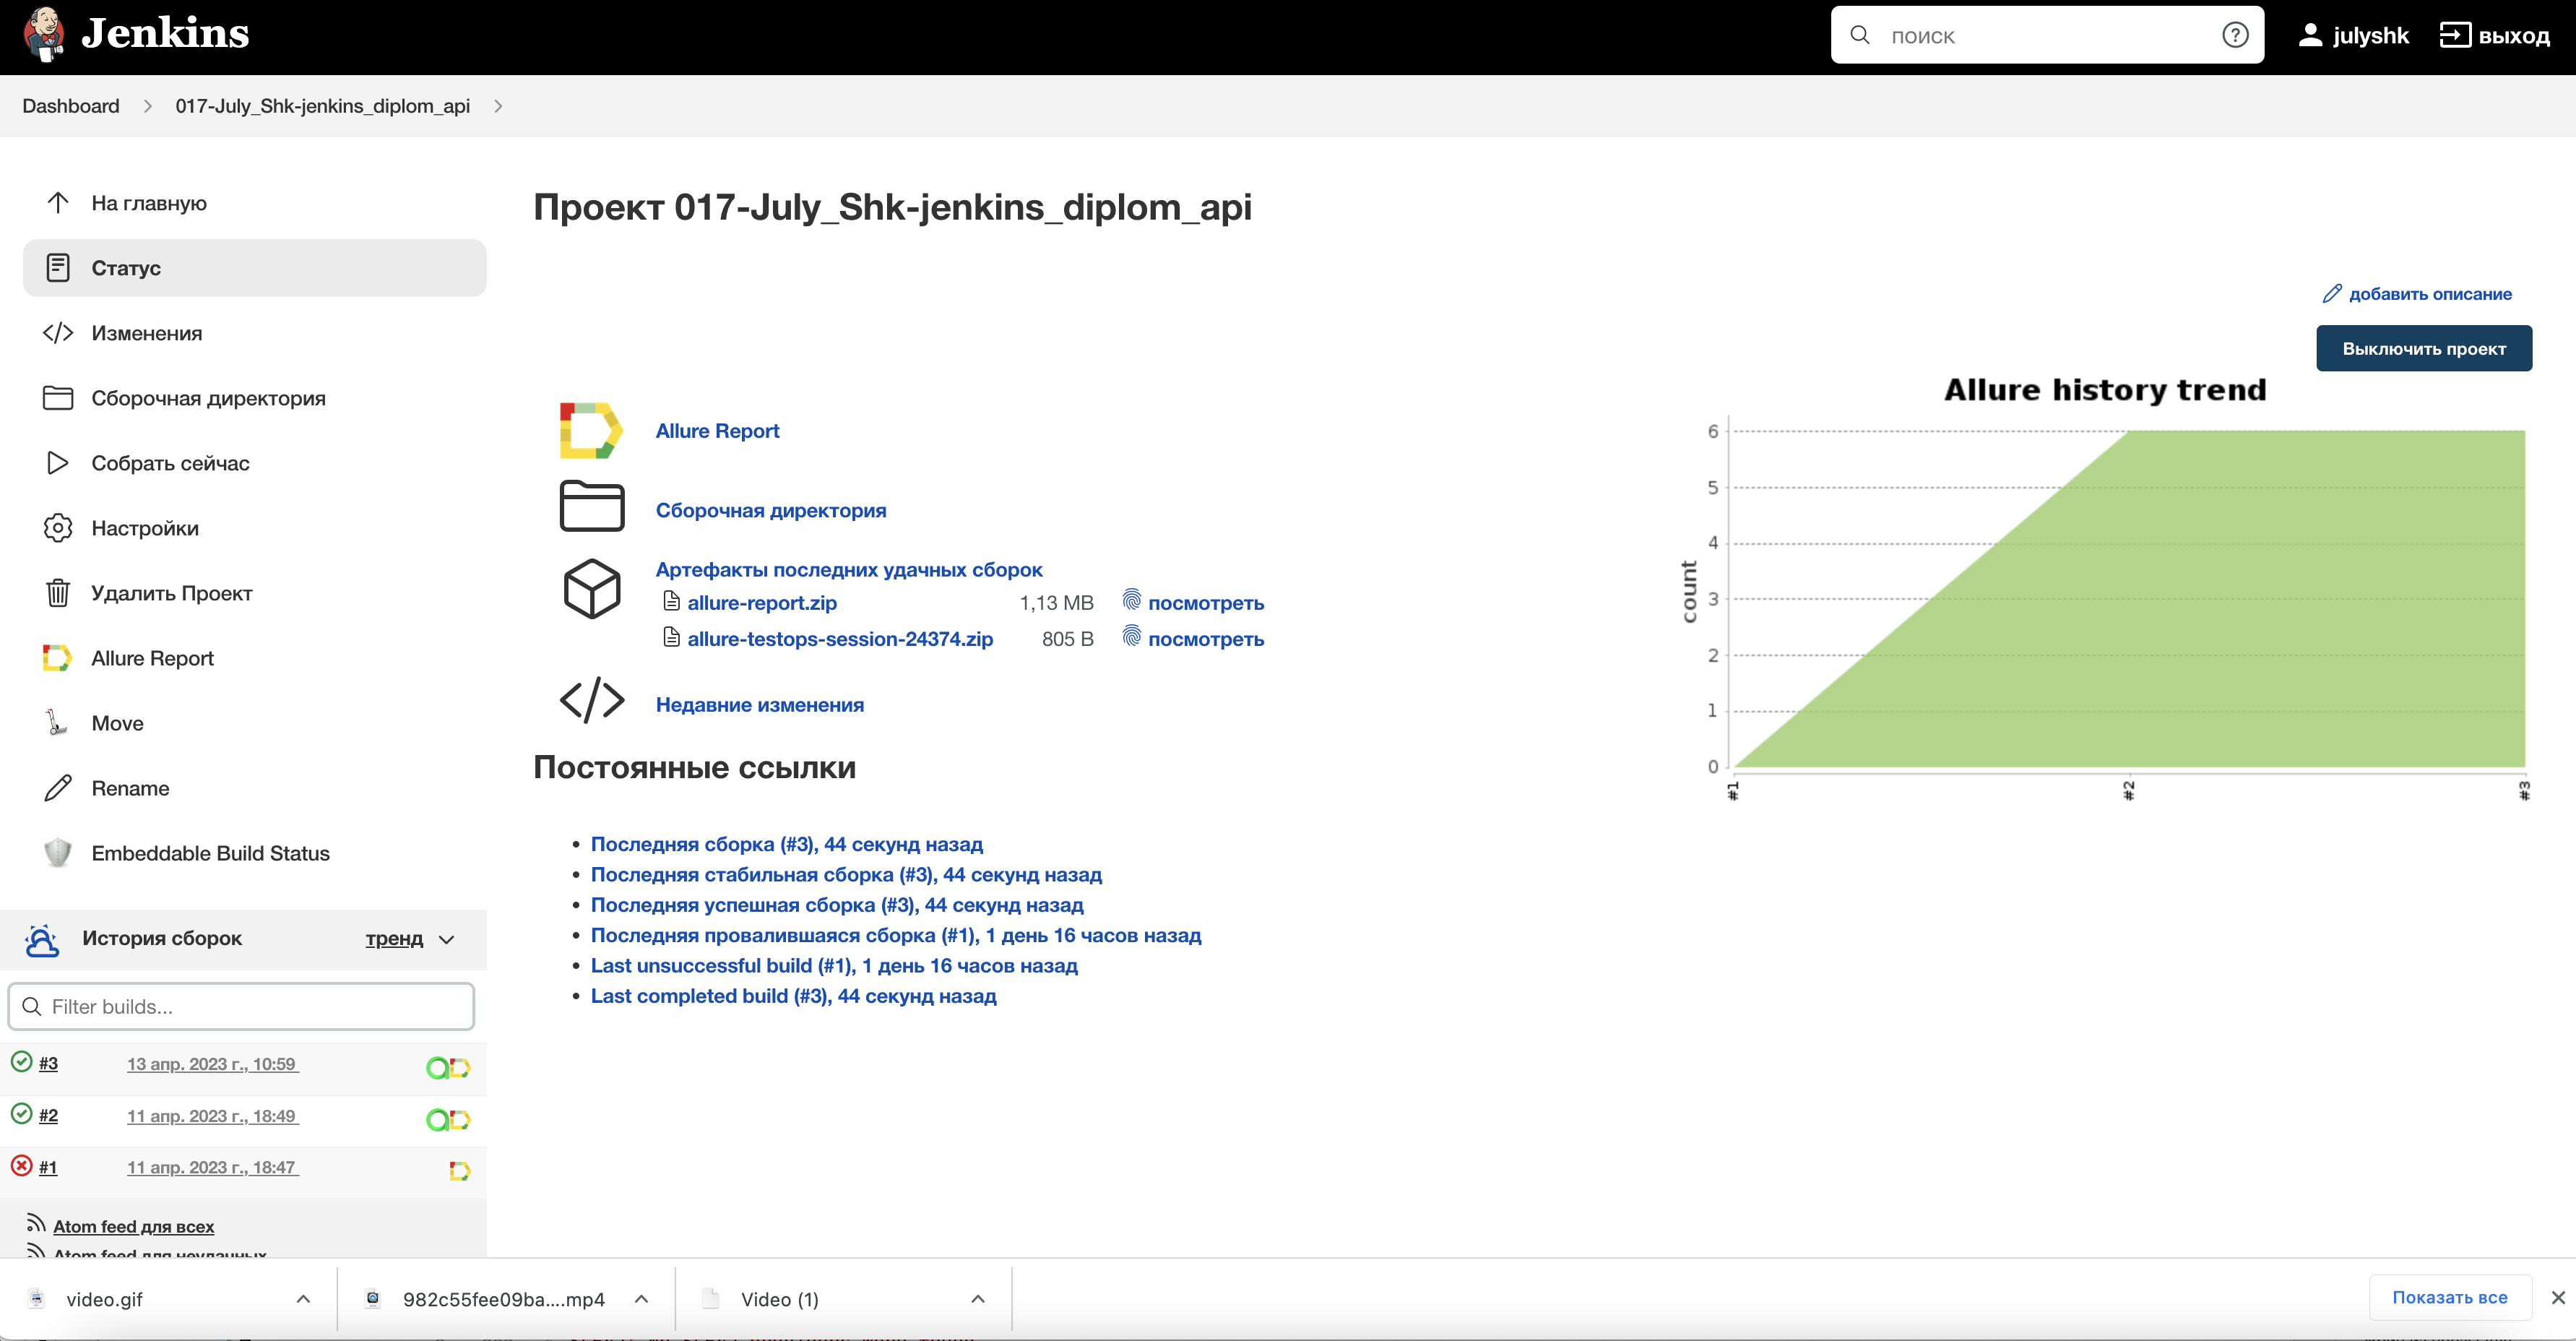 Jenkins
поиск
julyshk
выход
Dashboard
017-July_Shk-jenkins_diplom_api
На главную
Статус
Изменения
Сборочная директория
Собрать сейчас
Настройки
Удалить Проект
Allure Report
Move
Rename
Embeddable Build Status
История сборок
тренд
Filter builds...
#3 13 апр. 2023 г., 10:59
#2 11 апр. 2023 г., 18:49
#1 11 апр. 2023 г., 18:47
Atom feed для всех
Atom feed для неудачных
Проект 017-July_Shk-jenkins_diplom_api
добавить описание
Выключить проект
Allure Report
Сборочная директория
Артефакты последних удачных сборок
allure-report.zip 1,13 MB посмотреть
allure-testops-session-24374.zip 805 B посмотреть
Недавние изменения
Allure history trend
count
6
5
4
3
2
1
0
#1
#2
#3
Постоянные ссылки
Последняя сборка (#3), 44 секунд назад
Последняя стабильная сборка (#3), 44 секунд назад
Последняя успешная сборка (#3), 44 секунд назад
Последняя провалившаяся сборка (#1), 1 день 16 часов назад
Last unsuccessful build (#1), 1 день 16 часов назад
Last completed build (#3), 44 секунд назад
video.gif
982c55fee09ba....mp4
Video (1)
Показать все